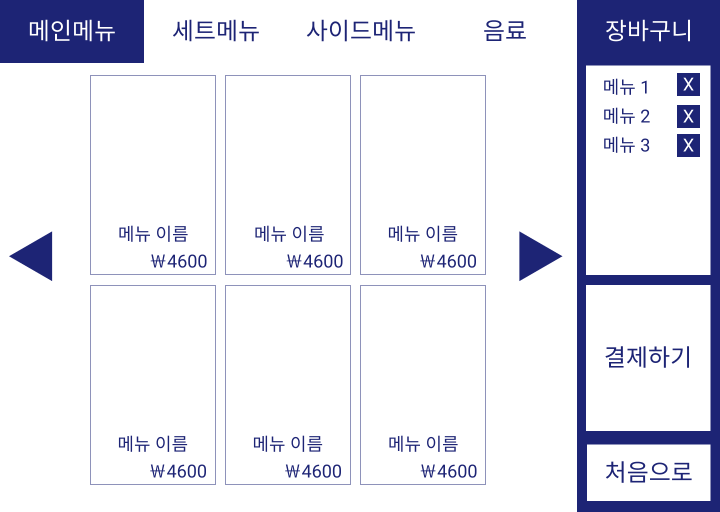 메인메뉴 세트메뉴 사이드메뉴 음료
메뉴 이름 메뉴 이름 메뉴 이름
₩4600 ₩4600 ₩4600
메뉴 이름 메뉴 이름 메뉴 이름
₩4600 ₩4600 ₩4600
장바구니
메뉴 1 X
메뉴 2 X
메뉴 3 X
결제하기
처음으로